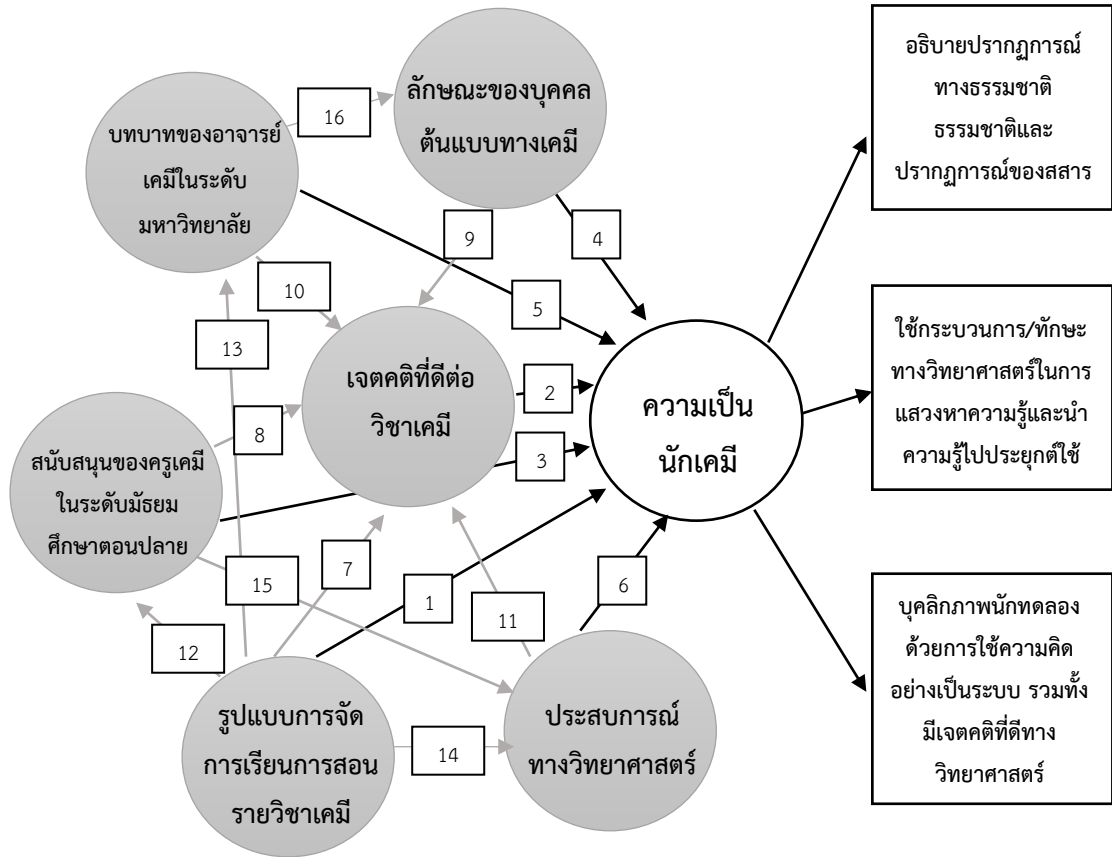 ลักษณะของบุคคล
ต้นแบบทางเคมี
บทบาทของอาจารย์
เคมีในระดับ
มหาวิทยาลัย
16
9
4
10
5
13
เจตคติที่ดีต่อ
วิชาเคมี
2
8
3
ความเป็น
นักเคมี
สนับสนุนของครูเคมี
ในระดับมัธยม
ศึกษาตอนปลาย
15
7
1
6
11
12
รูปแบบการจัด
การเรียนการสอน
รายวิชาเคมี
14
ประสบการณ์
ทางวิทยาศาสตร์
อธิบายปรากฏการณ์
ทางธรรมชาติ
ธรรมชาติและ
ปรากฏการณ์ของสสาร
ใช้กระบวนการ/ทักษะ
ทางวิทยาศาสตร์ในการ
แสวงหาความรู้และนำ
ความรู้ไปประยุกต์ใช้
บุคลิกภาพนักทดลอง
ด้วยการใช้ความคิด
อย่างเป็นระบบ รวมทั้ง
มีเจตคติที่ดีทาง
วิทยาศาสตร์